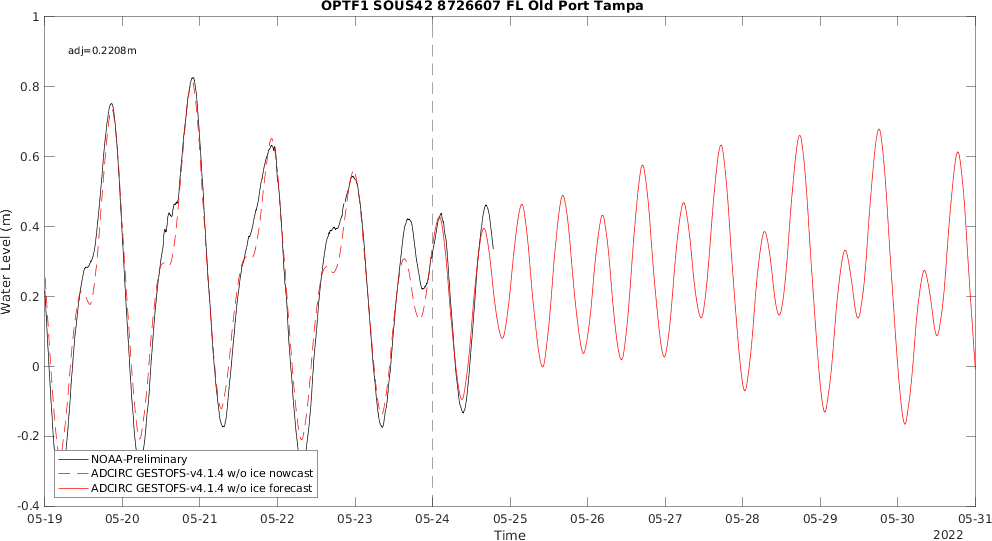 OPTF1 SOUS42 8726607 FL Old Port Tampa
adj=0.2208m
1
0.8
0.6
0.4
0.2
0
-0.2
-0.4
Water Level (m)
NOAA-Preliminary
ADCIRC GESTOFS-v4.1.4 w/o ice nowcast
ADCIRC GESTOFS-v4.1.4 w/o ice forecast
05-19 05-20 05-21 05-22 05-23 05-24 05-25 05-26 05-27 05-28 05-29 05-30 05-31
Time
2022